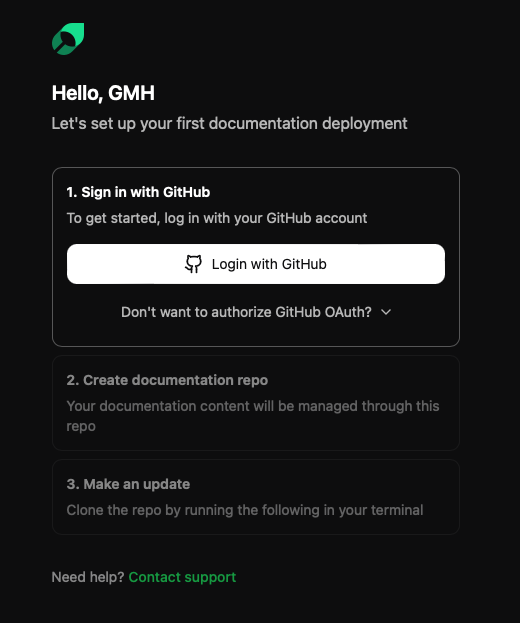 Hello, GMH
Let's set up your first documentation deployment
1. Sign in with GitHub
To get started, log in with your GitHub account
Login with GitHub
Don't want to authorize GitHub OAuth?
2. Create documentation repo
Your documentation content will be managed through this
repo
3. Make an update
Clone the repo by running the following in your terminal
Need help? Contact support